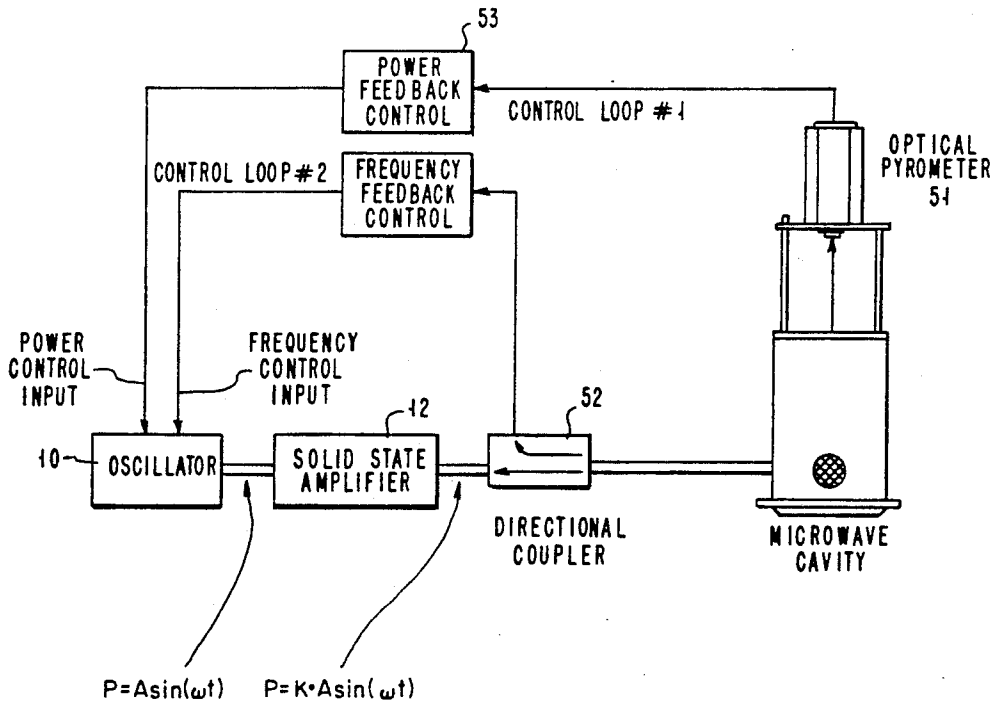 53
POWER
FEEDBACK
CONTROL
CONTROL LOOP #1
OPTICAL
PYROMETER
51
CONTROL LOOP #2
FREQUENCY
FEEDBACK
CONTROL
POWER
CONTROL
INPUT
FREQUENCY
CONTROL
INPUT
10
OSCILLATOR
12
SOLID STATE
AMPLIFIER
52
DIRECTIONAL
COUPLER
MICROWAVE
CAVITY
P=Asin(ωt)
P=K•Asin(ωt)